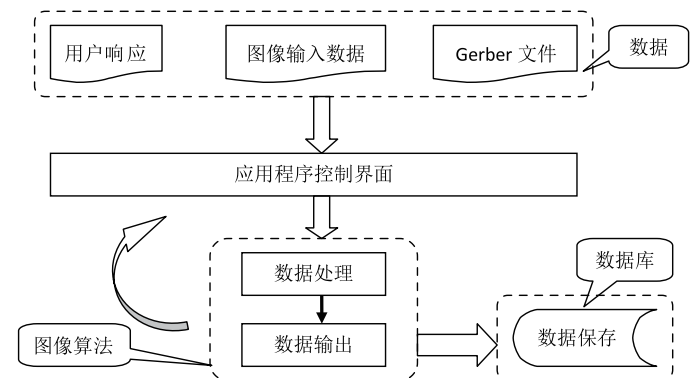 用户响应
图像输入数据
Gerber 文件
数据
应用程序控制界面
数据处理
数据库
数据输出
数据保存
图像算法